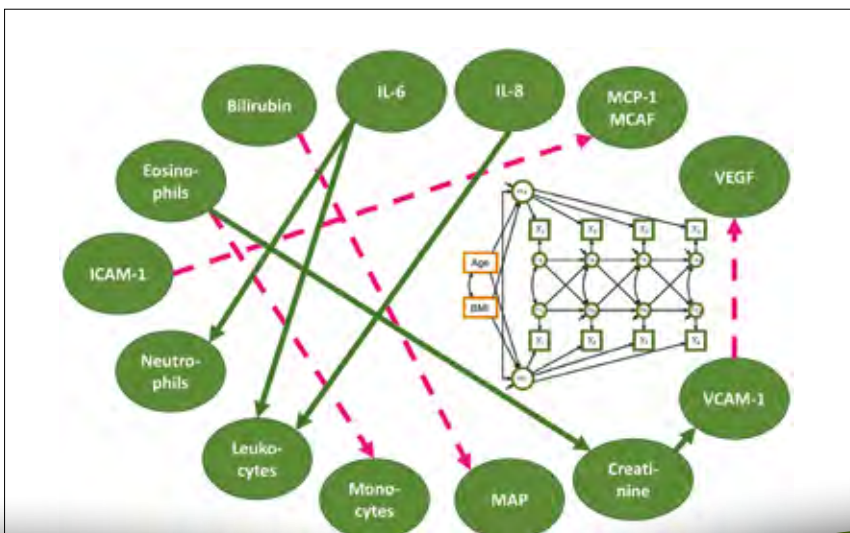 Bilirubin
IL-6
IL-8
MCP-1
MCAF
Eosino-
phils
VEGF
ICAM-1
Age
BMI
Neutro-
phils
VCAM-1
Leuko-
cytes
Mono-
cytes
MAP
Creati-
nine